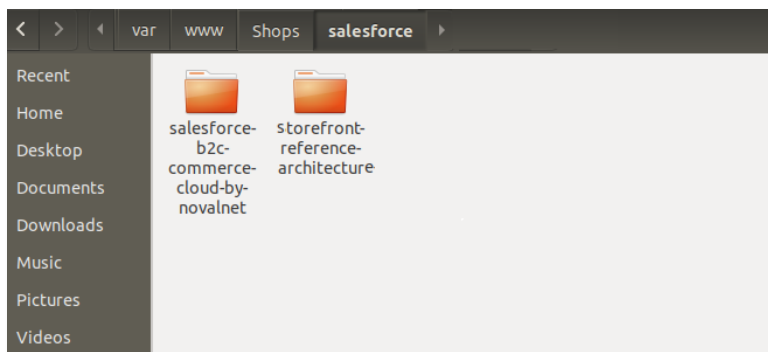 var www Shops salesforce
Recent
Home
Desktop
Documents
Downloads
Music
Pictures
Videos
salesforce-
b2c-
commerce-
cloud-by-
novalnet
storefront-
reference-
architecture